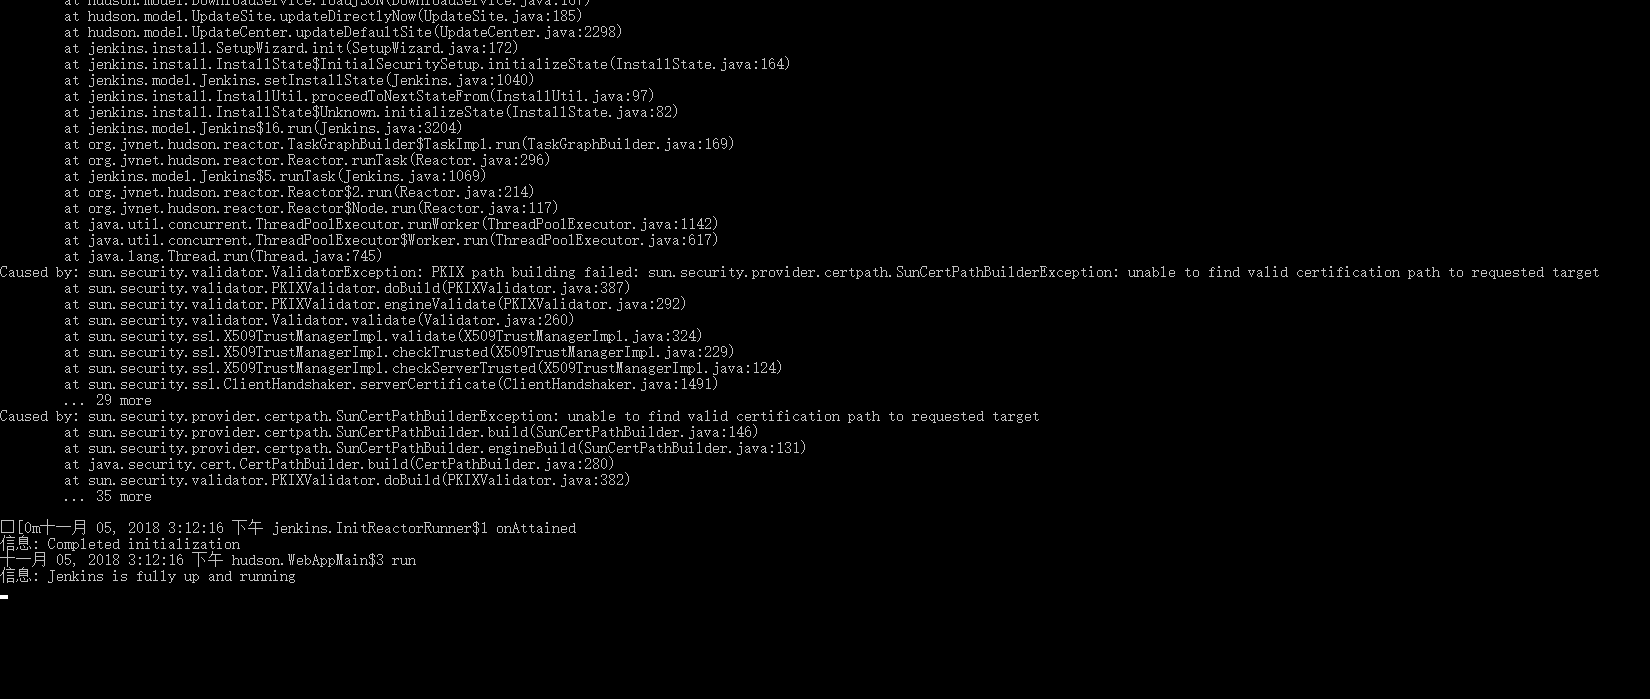 at hudson.model.DownloadService.loadJSON(DownloadService.java:167)
at hudson.model.UpdateSite.updateDirectlyNow(UpdateSite.java:185)
at hudson.model.UpdateCenter.updateDefaultSite(UpdateCenter.java:2298)
at jenkins.install.SetupWizard.init(SetupWizard.java:172)
at jenkins.install.InstallState$InitialSecuritySetup.initializeState(InstallState.java:164)
at jenkins.model.Jenkins.setInstallState(Jenkins.java:1040)
at jenkins.install.InstallUtil.proceedToNextStateFrom(InstallUtil.java:97)
at jenkins.install.InstallState$Unknown.initializeState(InstallState.java:82)
at jenkins.model.Jenkins$16.run(Jenkins.java:3204)
at org.jvnet.hudson.reactor.TaskGraphBuilder$TaskImpl.run(TaskGraphBuilder.java:169)
at org.jvnet.hudson.reactor.Reactor.runTask(Reactor.java:296)
at jenkins.model.Jenkins$5.runTask(Jenkins.java:1069)
at org.jvnet.hudson.reactor.Reactor$2.run(Reactor.java:214)
at org.jvnet.hudson.reactor.Reactor$Node.run(Reactor.java:117)
at java.util.concurrent.ThreadPoolExecutor.runWorker(ThreadPoolExecutor.java:1142)
at java.util.concurrent.ThreadPoolExecutor$Worker.run(ThreadPoolExecutor.java:617)
at java.lang.Thread.run(Thread.java:745)
Caused by: sun.security.validator.ValidatorException: PKIX path building failed: sun.security.provider.certpath.SunCertPathBuilderException: unable to find valid certification path to requested target
at sun.security.validator.PKIXValidator.doBuild(PKIXValidator.java:387)
at sun.security.validator.PKIXValidator.engineValidate(PKIXValidator.java:292)
at sun.security.validator.Validator.validate(Validator.java:260)
at sun.security.ssl.X509TrustManagerImpl.validate(X509TrustManagerImpl.java:324)
at sun.security.ssl.X509TrustManagerImpl.checkTrusted(X509TrustManagerImpl.java:229)
at sun.security.ssl.X509TrustManagerImpl.checkServerTrusted(X509TrustManagerImpl.java:124)
at sun.security.ssl.ClientHandshaker.serverCertificate(ClientHandshaker.java:1491)
... 29 more
Caused by: sun.security.provider.certpath.SunCertPathBuilderException: unable to find valid certification path to requested target
at sun.security.provider.certpath.SunCertPathBuilder.build(SunCertPathBuilder.java:146)
at sun.security.provider.certpath.SunCertPathBuilder.engineBuild(SunCertPathBuilder.java:131)
at java.security.cert.CertPathBuilder.build(CertPathBuilder.java:280)
at sun.security.validator.PKIXValidator.doBuild(PKIXValidator.java:382)
... 35 more
□[0m十一月 05, 2018 3:12:16 下午 jenkins.InitReactorRunner$1 onAttained
信息: Completed initialization
十一月 05, 2018 3:12:16 下午 hudson.WebAppMain$3 run
信息: Jenkins is fully up and running